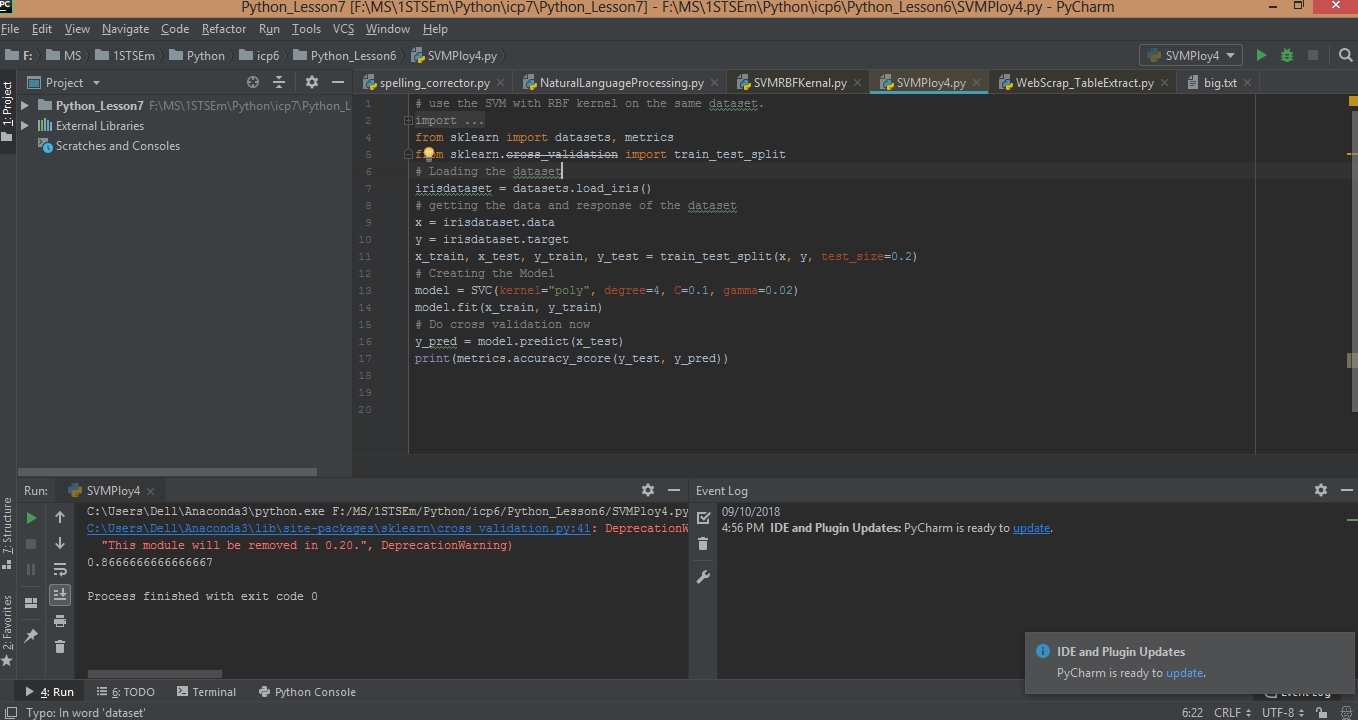 PC
Python_Lesson7 [F:\MS\1STSEm\Python\icp7\Python_Lesson7] - F:\MS\1STSEm\Python\icp6\Python_Lesson6\SVMPloy4.py - PyCharm
File Edit View Navigate Code Refactor Run Tools VCS Window Help
F: MS 1STSEm Python icp6 Python_Lesson6 SVMPloy4.py SVMPloy4
1: Project
Project
spelling_corrector.py NaturalLanguageProcessing.py SVMRBFKernal.py SVMPloy4.py WebScrap_TableExtract.py big.txt
Python_Lesson7 F:\MS\1STSEm\Python\icp7\Python_L
External Libraries
Scratches and Consoles
1 # use the SVM with RBF kernel on the same dataset.
2 import ...
4 from sklearn import datasets, metrics
5 from sklearn.cross_validation import train_test_split
6 # Loading the dataset
7 irisdataset = datasets.load_iris()
8 # getting the data and response of the dataset
9 x = irisdataset.data
10 y = irisdataset.target
11 x_train, x_test, y_train, y_test = train_test_split(x, y, test_size=0.2)
12 # Creating the Model
13 model = SVC(kernel="poly", degree=4, C=0.1, gamma=0.02)
14 model.fit(x_train, y_train)
15 # Do cross validation now
16 y_pred = model.predict(x_test)
17 print(metrics.accuracy_score(y_test, y_pred))
18
19
20
7: Structure
2: Favorites
Run: SVMPloy4
C:\Users\Dell\Anaconda3\python.exe F:/MS/1STSEm/Python/icp6/Python_Lesson6/SVMPloy4.py
C:\Users\Dell\Anaconda3\lib\site-packages\sklearn\cross_validation.py:41: DeprecationW
"This module will be removed in 0.20.", DeprecationWarning)
0.8666666666666667
Process finished with exit code 0
Event Log
09/10/2018
4:56 PM IDE and Plugin Updates: PyCharm is ready to update.
IDE and Plugin Updates
PyCharm is ready to update.
4: Run 6: TODO Terminal Python Console Event Log
Typo: In word 'dataset' 6:22 CRLF UTF-8